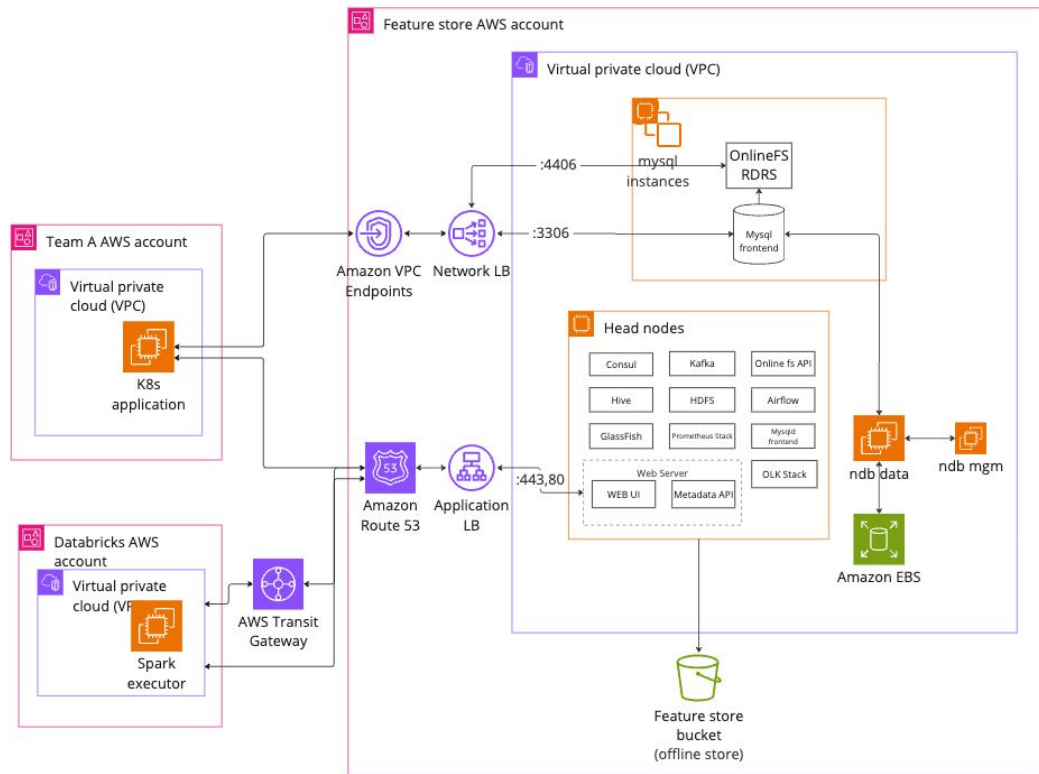 Feature store AWS account
Virtual private cloud (VPC)
mysql
instances
OnlineFS
RDRS
:4406
:3306
Mysql
frontend
Amazon VPC
Endpoints
Network LB
Team A AWS account
Virtual private
cloud (VPC)
K8s
application
Head nodes
Consul
Kafka
Online fs API
Hive
HDFS
Airflow
GlassFish
Prometheus Stack
Mysqld
frontend
OLK Stack
Web Server
WEB UI
Metadata API
ndb data
ndb mgm
Amazon EBS
53
Amazon
Route 53
Application
LB
:443,80
Databricks AWS
account
Virtual private
cloud (VP
Spark
executor
AWS Transit
Gateway
Feature store
bucket
(offline store)